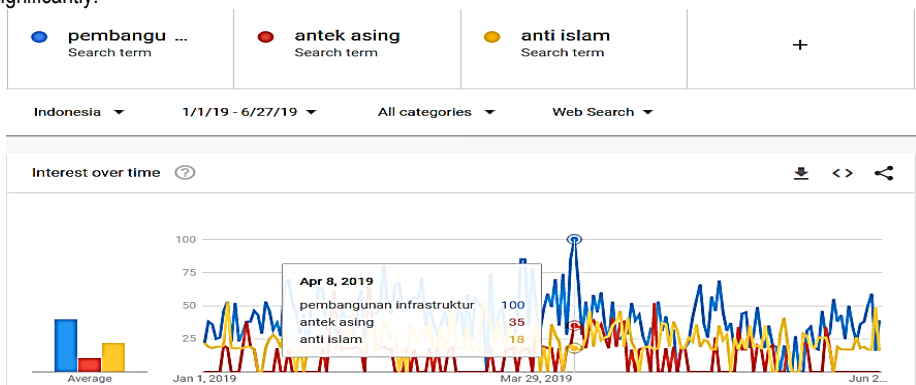 significantly.
pembangu ...
Search term
antek asing
Search term
anti islam
Search term
+
Indonesia
1/1/19 - 6/27/19
All categories
Web Search
Interest over time ?
<>
100
75
50
25
Apr 8, 2019
pembangunan infrastruktur 100
antek asing 35
anti islam 18
Average
Jan 1, 2019
Mar 29, 2019
Jun 2...